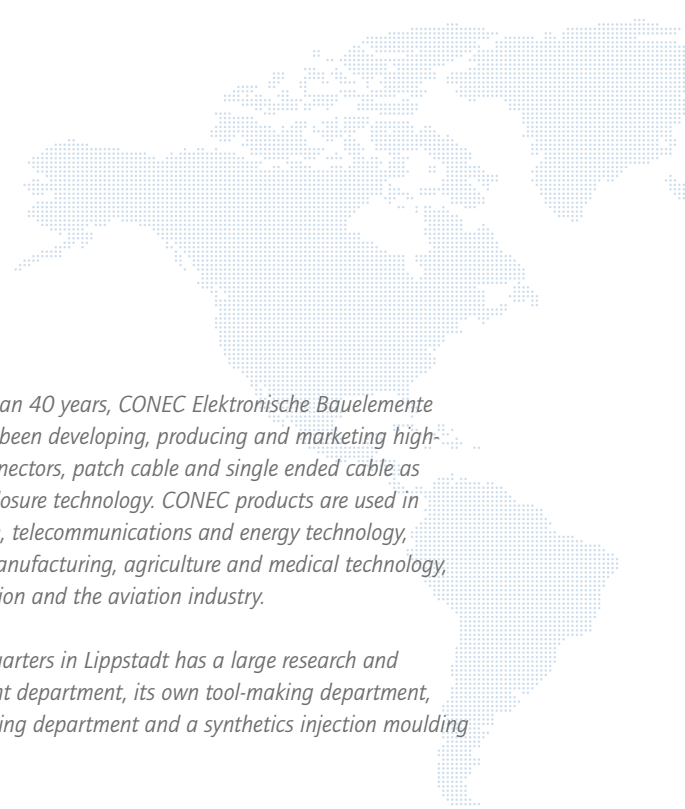 an 40 years, CONEC Elektronische Bauelemente
been developing, producing and marketing high-
nectors, patch cable and single ended cable as
losure technology. CONEC products are used in
, telecommunications and energy technology,
anufacturing, agriculture and medical technology,
ion and the aviation industry.
uarters in Lippstadt has a large research and
nt department, its own tool-making department,
ing department and a synthetics injection moulding